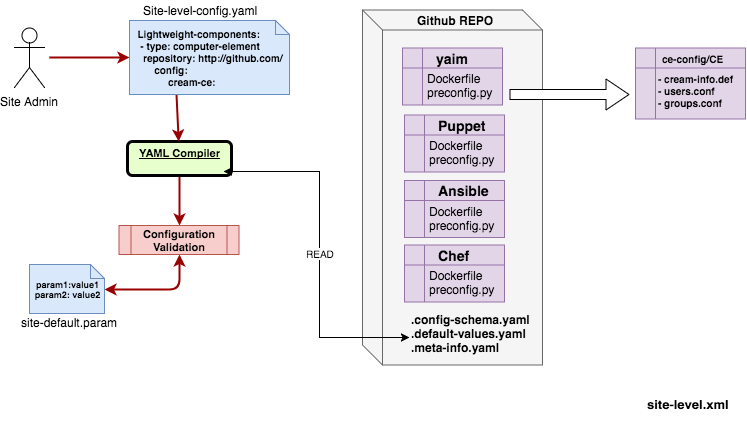 Site-level-config.yaml
Lightweight-components:
- type: computer-element
repository: http://github.com/
config:
cream-ce:
Site Admin
YAML Compiler
Configuration
Validation
param1:value1
param2: value2
site-default.param
READ
Github REPO
yaim
Dockerfile
preconfig.py
Puppet
Dockerfile
preconfig.py
Ansible
Dockerfile
preconfig.py
Chef
Dockerfile
preconfig.py
.config-schema.yaml
.default-values.yaml
.meta-info.yaml
ce-config/CE
- cream-info.def
- users.conf
- groups.conf
site-level.xml